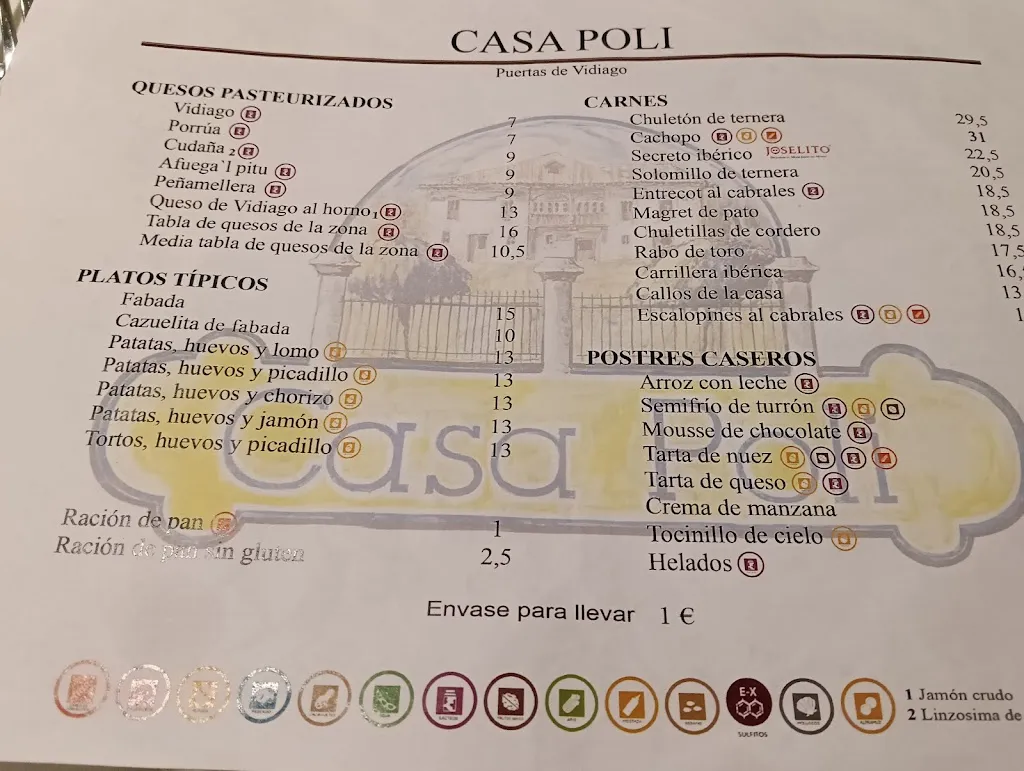 CASA POLI
Puertas de Vidiago
QUESOS PASTEURIZADOS
Vidiago 7
Porrúa 7
Cudaña 2 9
Afuega`l pitu 9
Peñamellera 9
Queso de Vidiago al horno 1 13
Tabla de quesos de la zona 16
Media tabla de quesos de la zona 10,5
PLATOS TÍPICOS
Fabada 15
Cazuelita de fabada 10
Patatas, huevos y lomo 13
Patatas, huevos y picadillo 13
Patatas, huevos y chorizo 13
Patatas, huevos y jamón 13
Tortos, huevos y picadillo 13
Ración de pan 1
Ración de pan sin gluten 2,5
CARNES
Chuletón de ternera 29,5
Cachopo 31
Secreto ibérico JOSELITO 22,5
Solomillo de ternera 20,5
Entrecot al cabrales 18,5
Magret de pato 18,5
Chuletillas de cordero 18,5
Rabo de toro 17,5
Carrillera ibérica 16,
Callos de la casa 13
Escalopines al cabrales 1
POSTRES CASEROS
Arroz con leche
Semifrío de turrón
Mousse de chocolate
Tarta de nuez
Tarta de queso
Crema de manzana
Tocinillo de cielo
Helados
Casa Poli
Envase para llevar 1 €
E-X
SULFITOS
1 Jamón crudo
2 Linzosima de